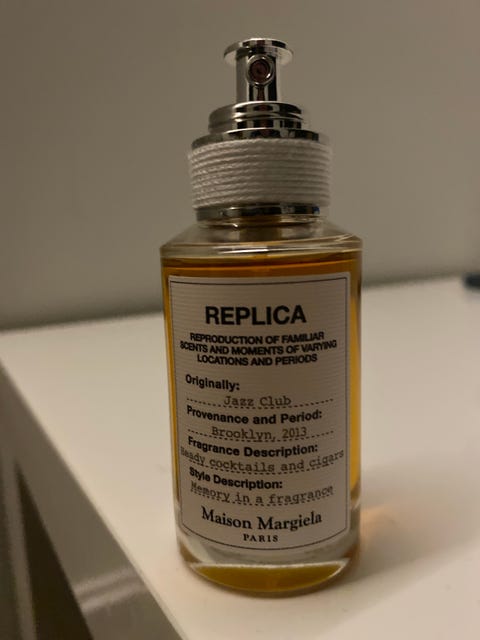 REPLICA
REPRODUCTION OF FAMILIAR
SCENTS AND MOMENTS OF VARYING
LOCATIONS AND PERIODS
Originally:
Jazz Club
Provenance and Period:
Brooklyn, 2013
Fragrance Description:
Heady cocktails and cigars
Style Description:
Memory in a fragrance
Maison Margiela
PARIS